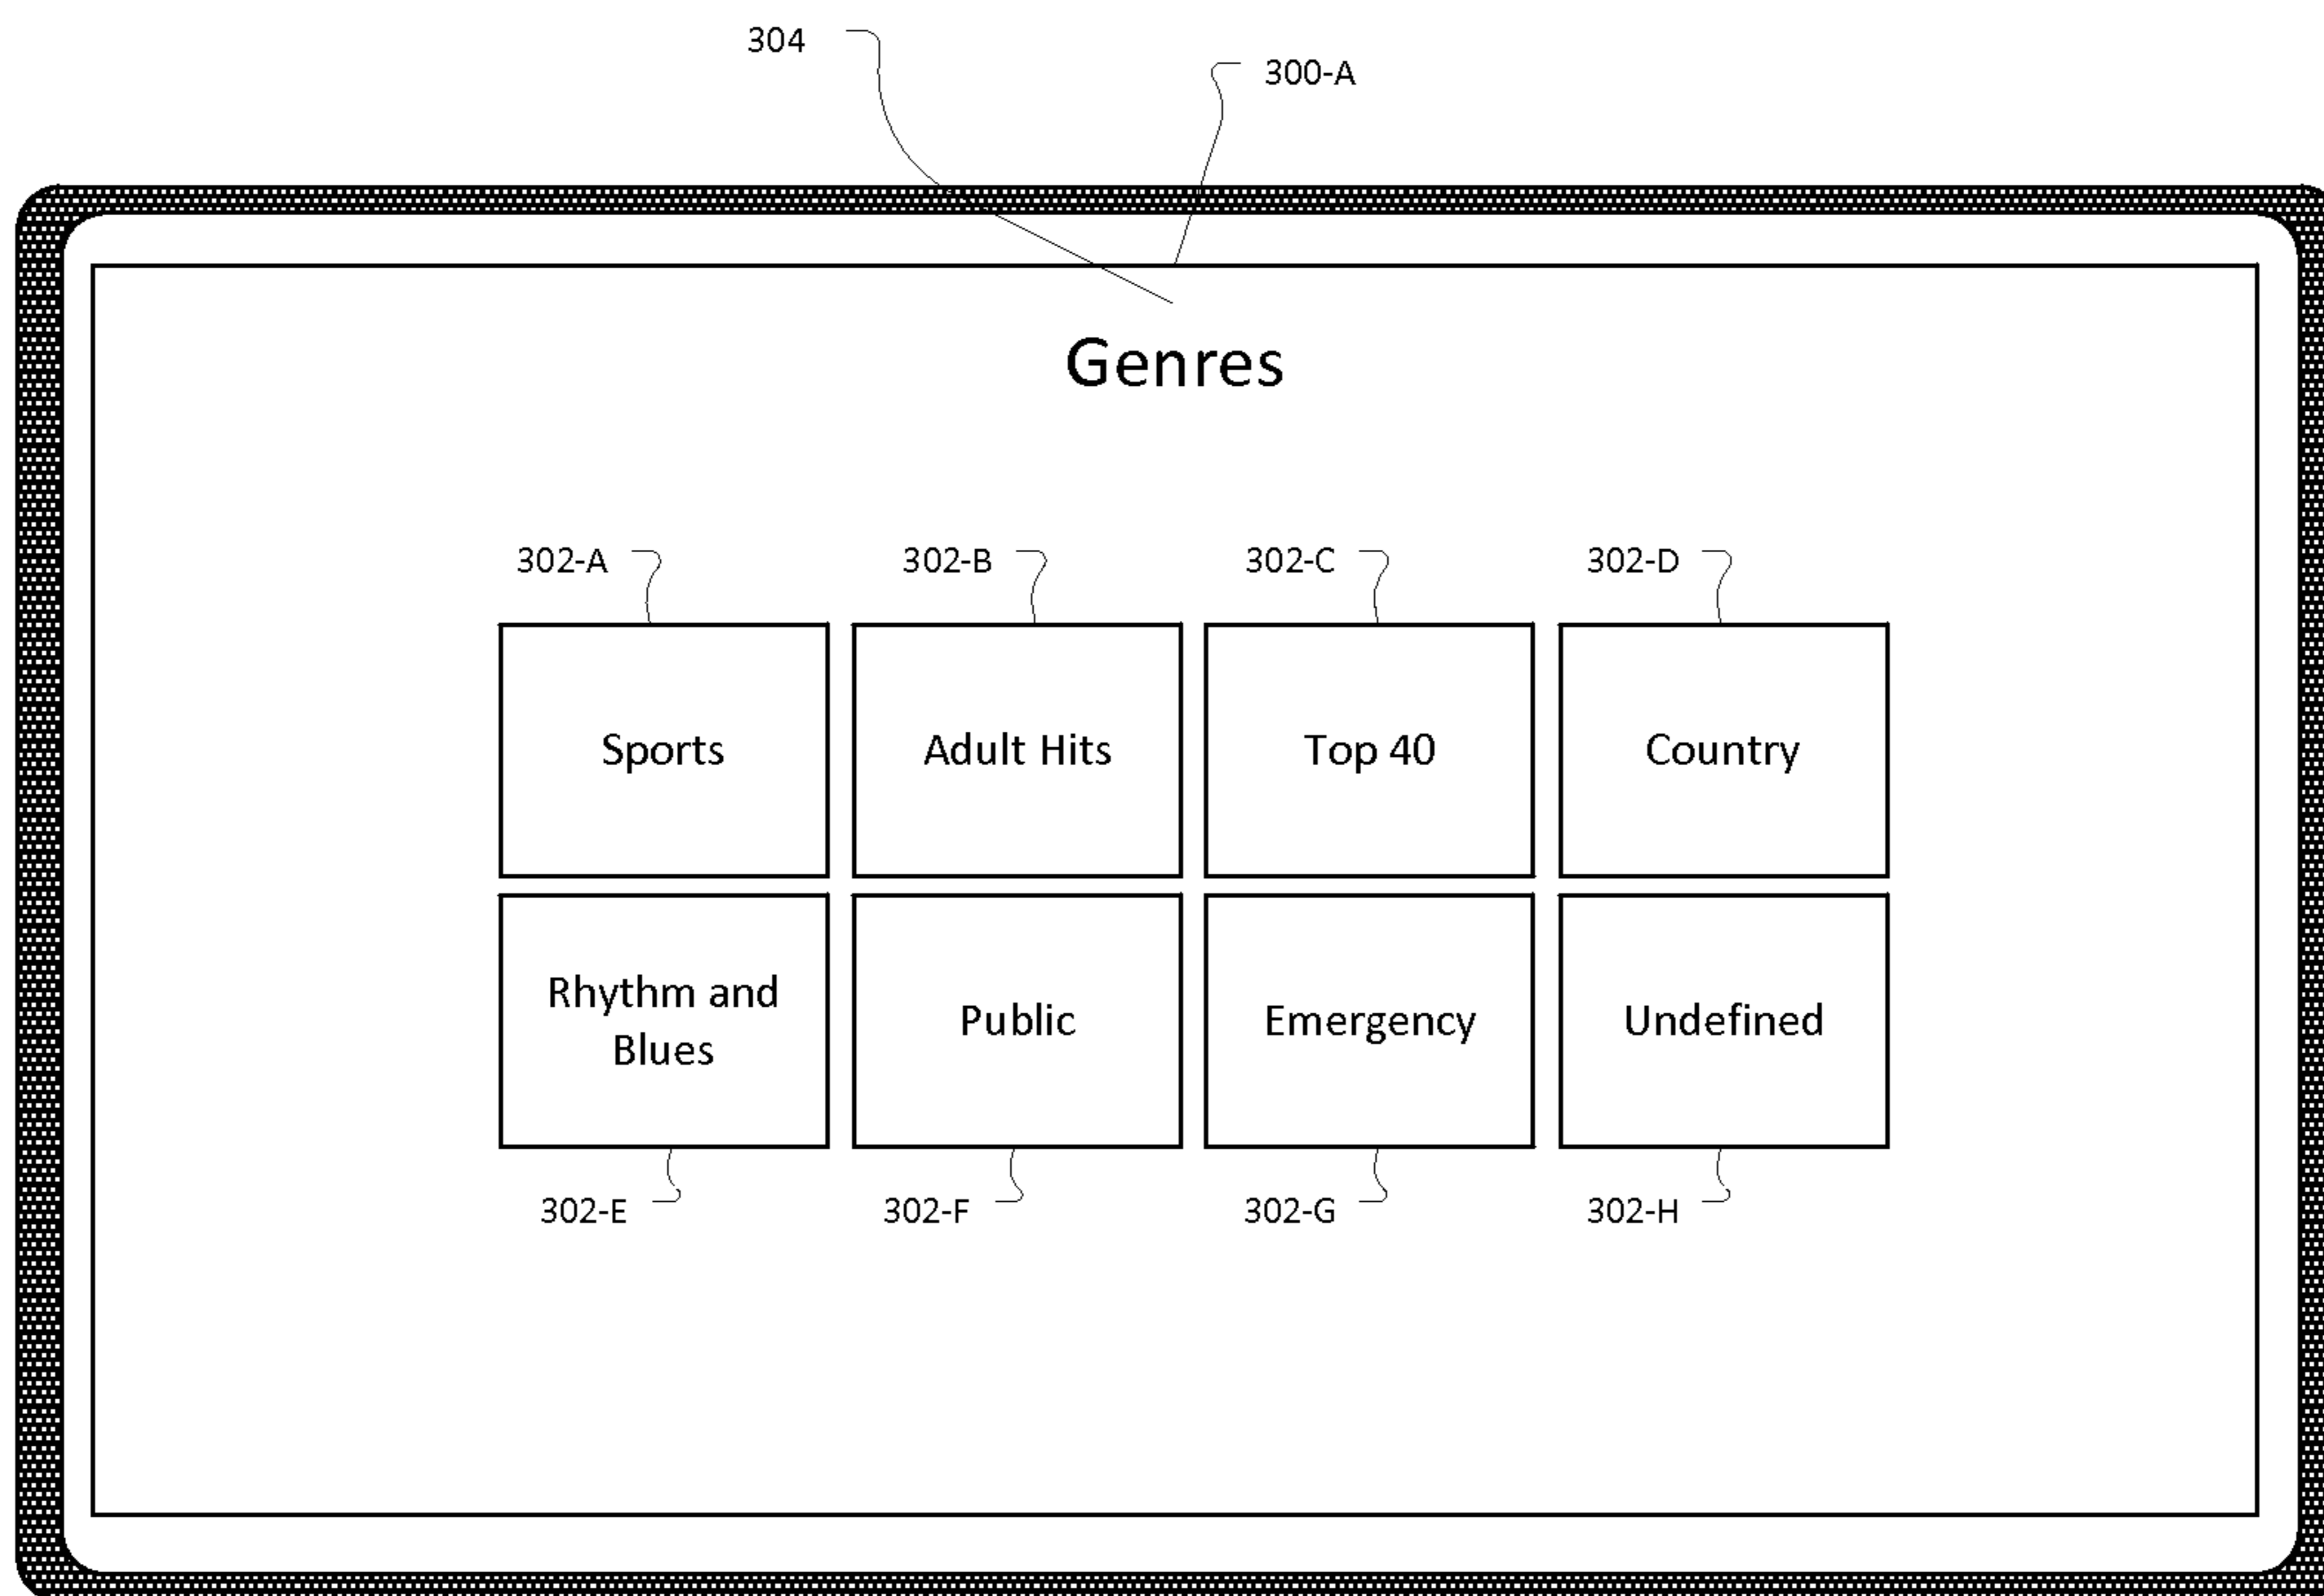 304
300-A
Genres
302-A
302-B
302-C
302-D
Sports
Adult Hits
Top 40
Country
Rhythm and
Blues
Public
Emergency
Undefined
302-E
302-F
302-G
302-H